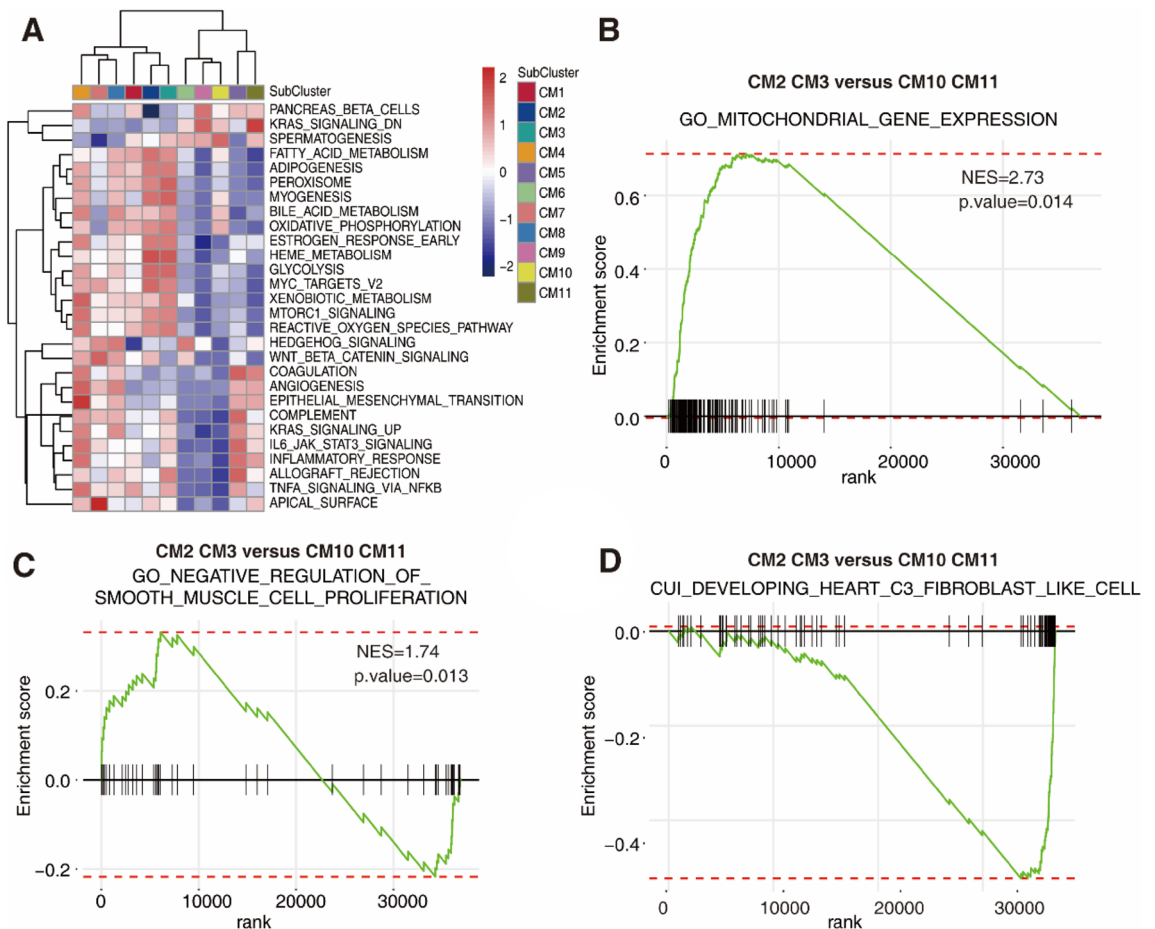 A
SubCluster
PANCREAS_BETA_CELLS
KRAS_SIGNALING_DN
SPERMATOGENESIS
FATTY_ACID_METABOLISM
ADIPOGENESIS
PEROXISOME
MYOGENESIS
BILE_ACID_METABOLISM
OXIDATIVE_PHOSPHORYLATION
ESTROGEN_RESPONSE_EARLY
HEME_METABOLISM
GLYCOLYSIS
MYC_TARGETS_V2
XENOBIOTIC_METABOLISM
MTORC1_SIGNALING
REACTIVE_OXYGEN_SPECIES_PATHWAY
HEDGEHOG_SIGNALING
WNT_BETA_CATENIN_SIGNALING
COAGULATION
ANGIOGENESIS
EPITHELIAL_MESENCHYMAL_TRANSITION
COMPLEMENT
KRAS_SIGNALING_UP
IL6_JAK_STAT3_SIGNALING
INFLAMMATORY_RESPONSE
ALLOGRAFT_REJECTION
TNFA_SIGNALING_VIA_NFKB
APICAL_SURFACE
2
1
0
−1
−2
SubCluster
CM1
CM2
CM3
CM4
CM5
CM6
CM7
CM8
CM9
CM10
CM11
B
CM2 CM3 versus CM10 CM11
GO_MITOCHONDRIAL_GENE_EXPRESSION
NES=2.73
p.value=0.014
Enrichment score
0.6
0.4
0.2
0.0
0 10000 20000 30000
rank
C
CM2 CM3 versus CM10 CM11
GO_NEGATIVE_REGULATION_OF_
SMOOTH_MUSCLE_CELL_PROLIFERATION
NES=1.74
p.value=0.013
Enrichment score
0.2
0.0
−0.2
0 10000 20000 30000
rank
D
CM2 CM3 versus CM10 CM11
CUI_DEVELOPING_HEART_C3_FIBROBLAST_LIKE_CELL
Enrichment score
0.0
−0.2
−0.4
0 10000 20000 30000
rank